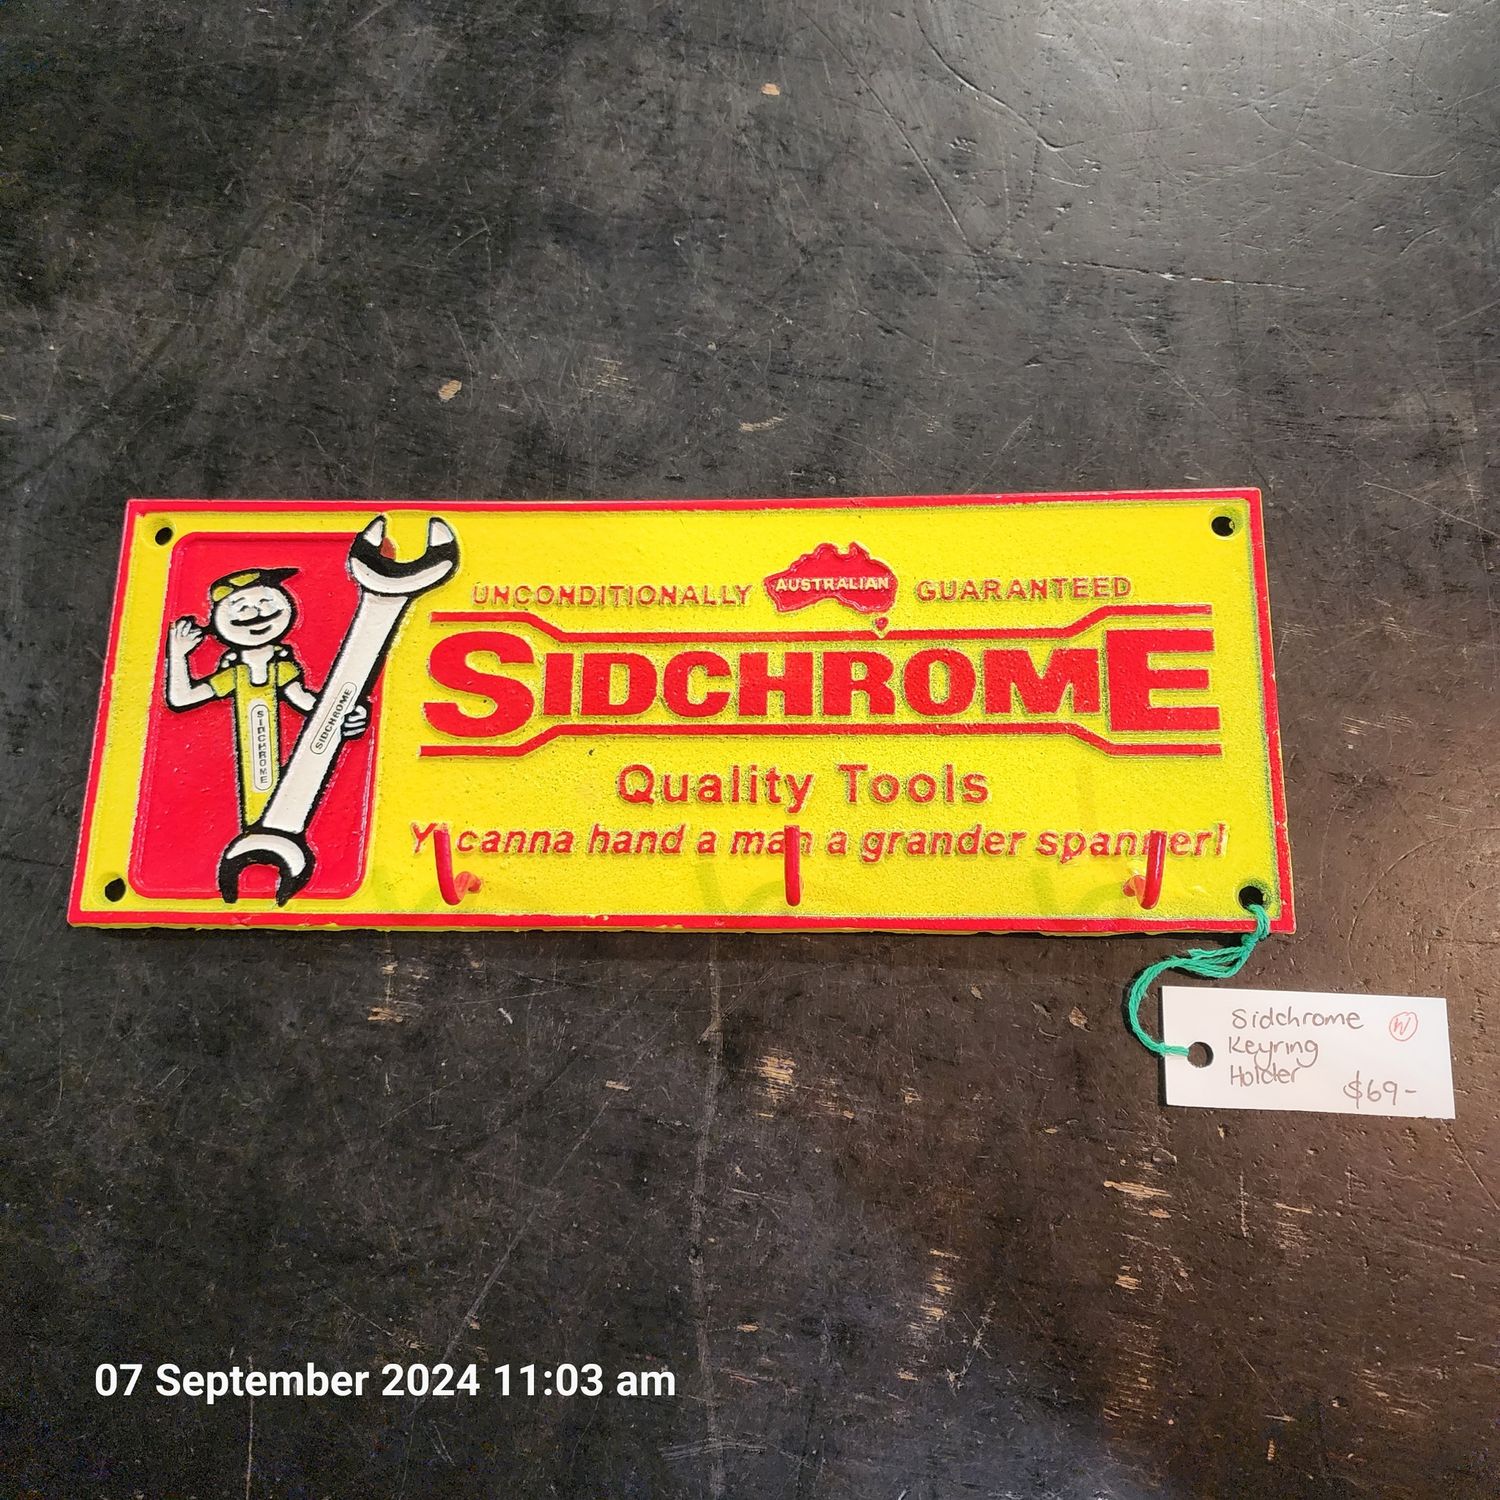 UNCONDITIONALLY AUSTRALIAN GUARANTEED
SIDCHROME
SIDCHROME
SIDCHROME
Quality Tools
Y' canna hand a man a grander spanner!
Sidchrome W
Keyring
Holder
$69-
07 September 2024 11:03 am